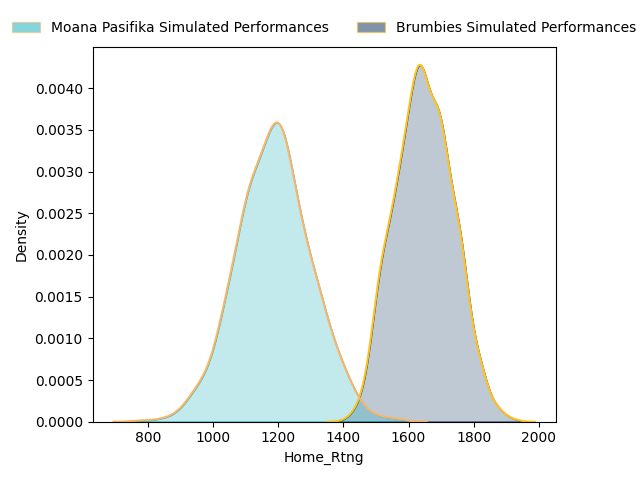 Moana Pasifika Simulated Performances
Brumbies Simulated Performances
0.0040
0.0035
0.0030
0.0025
0.0020
0.0015
0.0010
0.0005
0.0000
Density
800 1000 1200 1400 1600 1800 2000
Home_Rtng